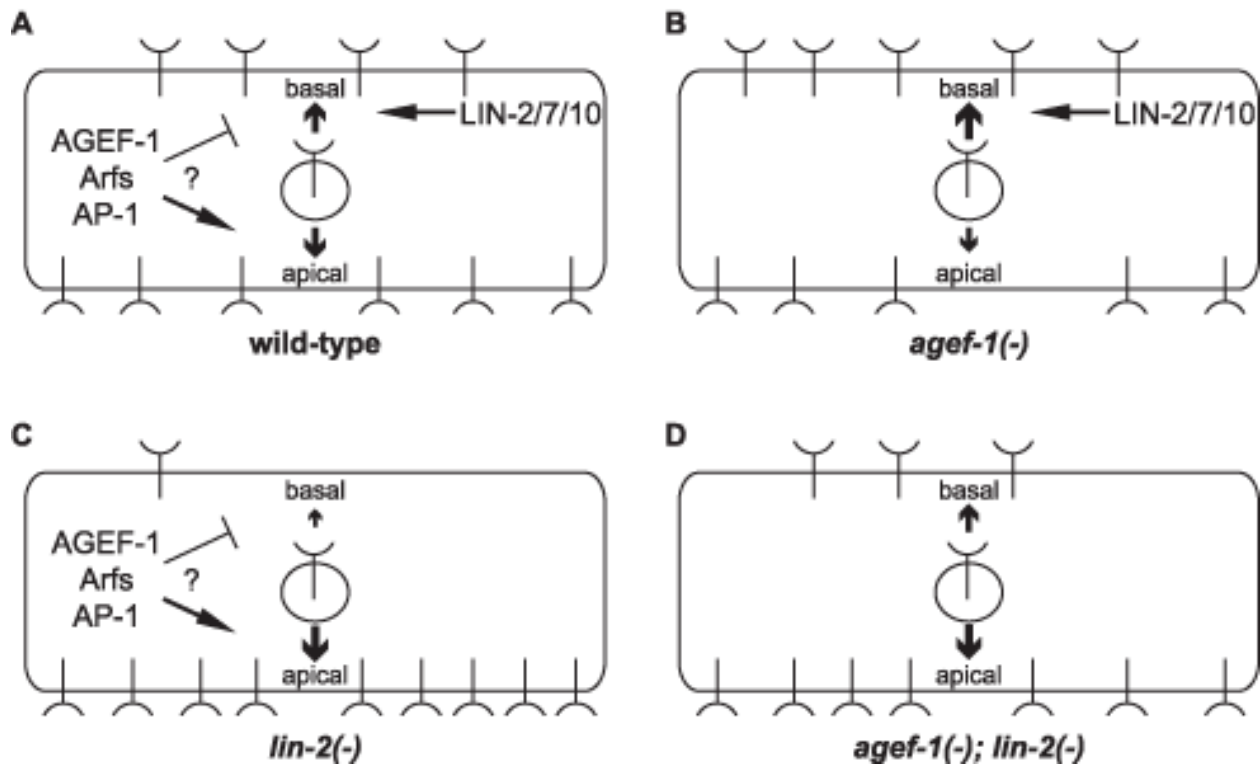 A
basal
LIN-2/7/10
AGEF-1
Arfs
?
AP-1
apical
wild-type
B
basal
LIN-2/7/10
apical
agef-1(-)
C
basal
AGEF-1
Arfs
?
AP-1
apical
lin-2(-)
D
basal
apical
agef-1(-); lin-2(-)